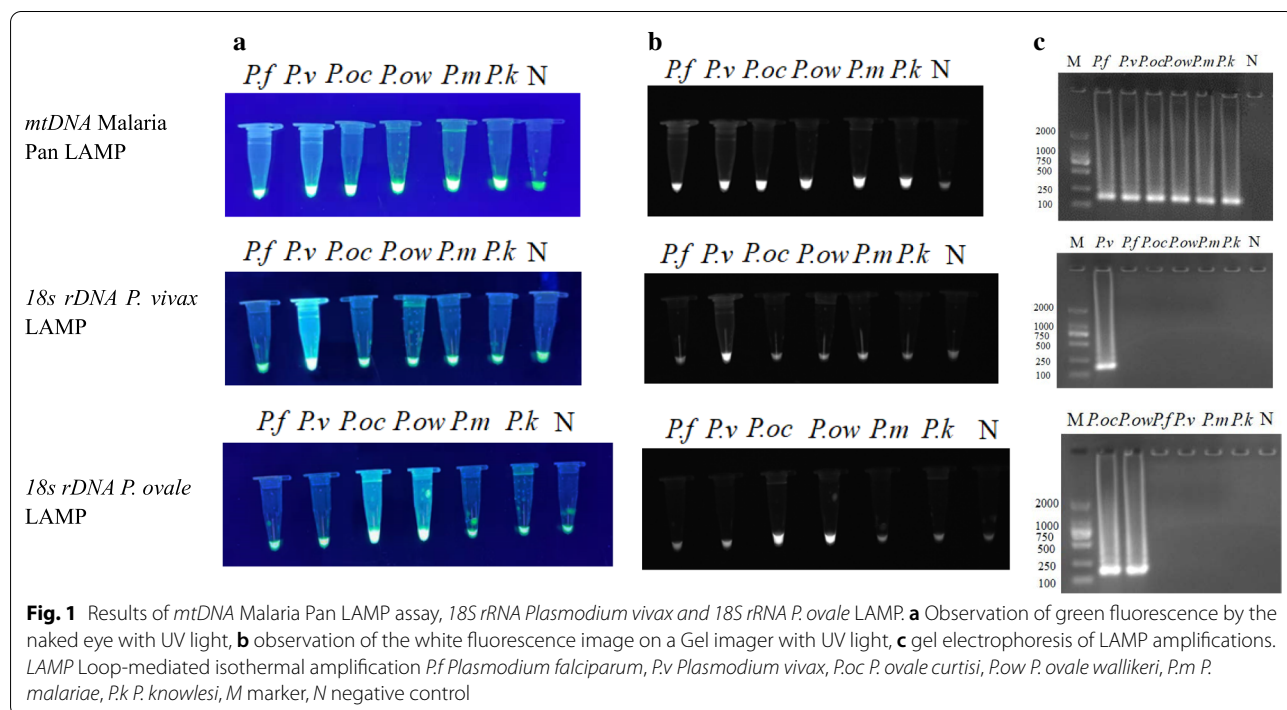 a
b
c
P.f P.v P.oc P.ow P.m P.k N
P.f P.v P.oc P.ow P.m P.k N
M P.f P.v P.oc P.ow P.m P.k N
mtDNA Malaria
Pan LAMP
2000
1000
750
500
250
100
P.f P.v P.oc P.ow P.m P.k N
P.f P.v P.oc P.ow P.m P.k N
M P.v P.f P.oc P.ow P.m P.k N
18s rDNA P. vivax
LAMP
2000
1000
750
500
250
100
P.f P.v P.oc P.ow P.m P.k N
P.f P.v P.oc P.ow P.m P.k N
M P.oc P.ow P.f P.v P.m P.k N
18s rDNA P. ovale
LAMP
2000
1000
750
500
250
100
Fig. 1 Results of mtDNA Malaria Pan LAMP assay, 18S rRNA Plasmodium vivax and 18S rRNA P. ovale LAMP. a Observation of green fluorescence by the
naked eye with UV light, b observation of the white fluorescence image on a Gel imager with UV light, c gel electrophoresis of LAMP amplifications.
LAMP Loop-mediated isothermal amplification P.f Plasmodium falciparum, P.v Plasmodium vivax, P.oc P. ovale curtisi, P.ow P. ovale wallikeri, P.m P.
malariae, P.k P. knowlesi, M marker, N negative control